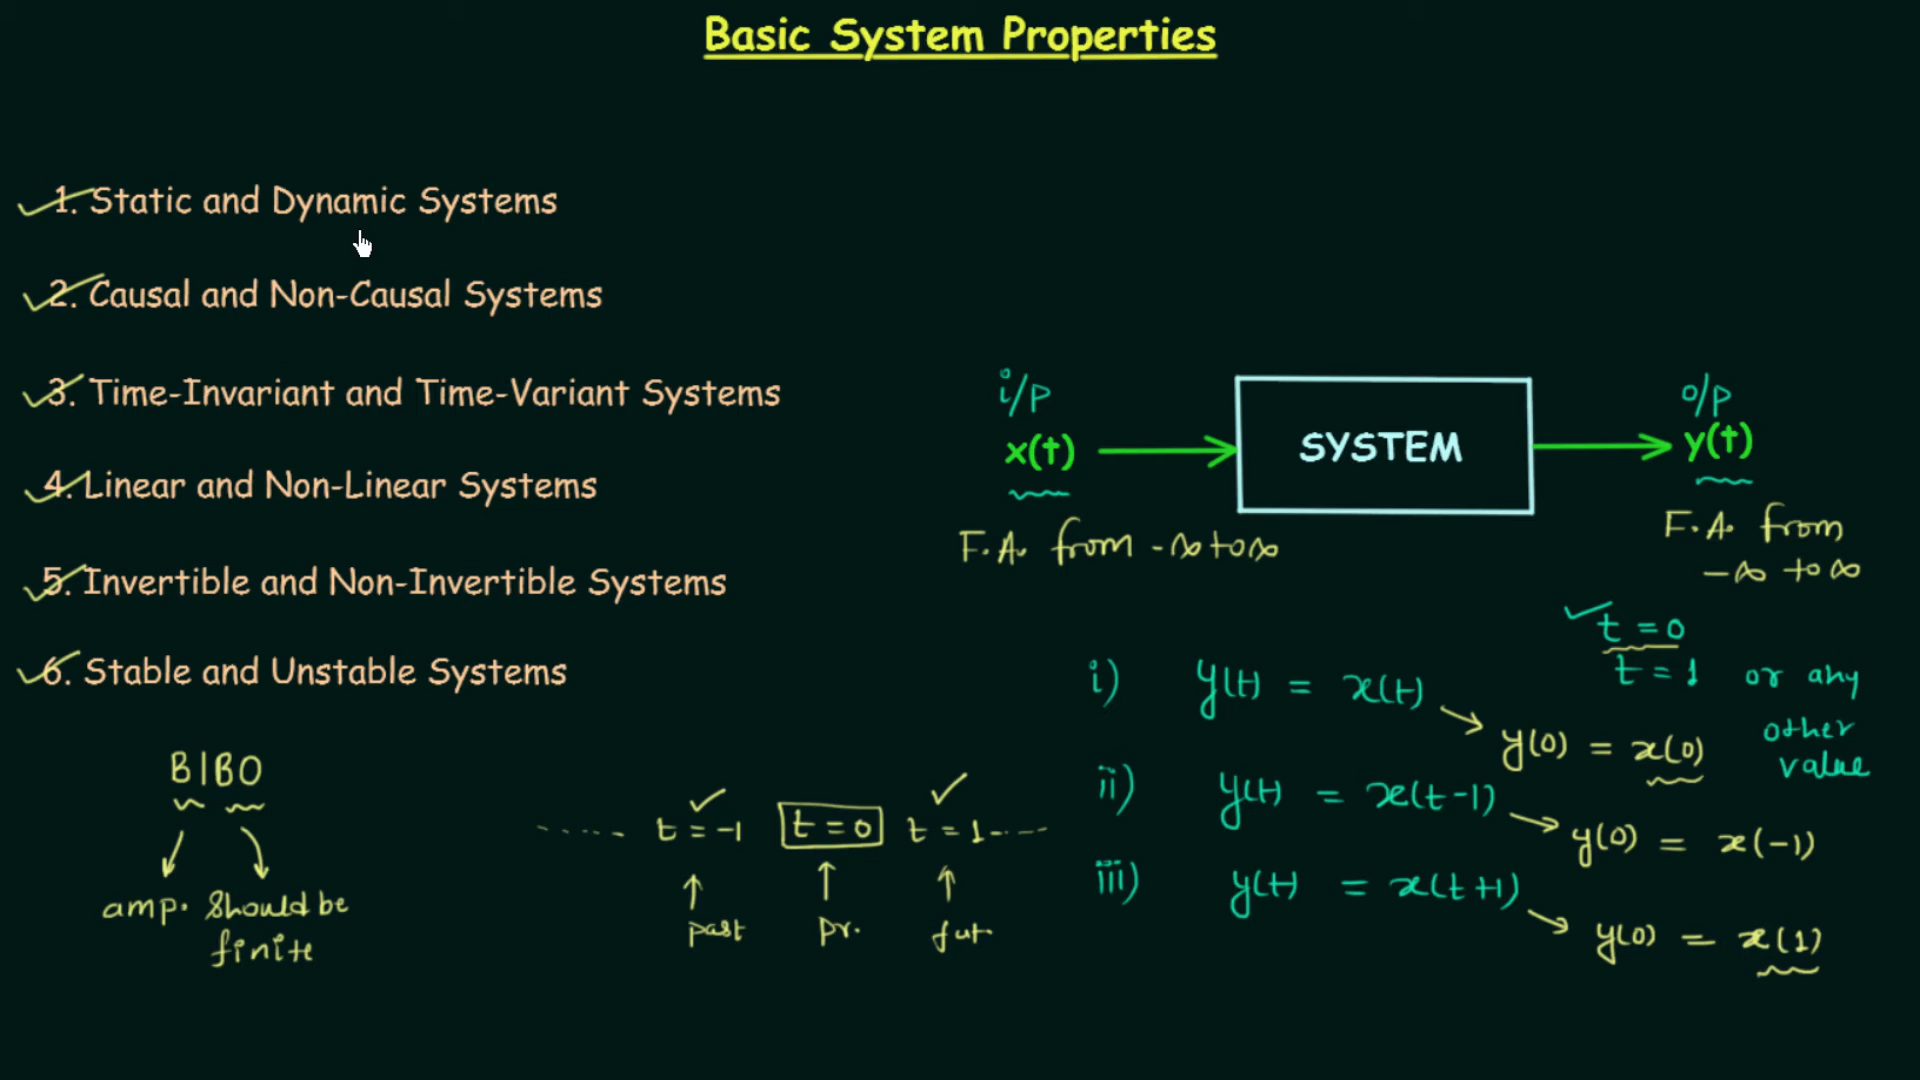 Basic System Properties
1. Static and Dynamic Systems
2. Causal and Non-Causal Systems
3. Time-Invariant and Time-Variant Systems
4. Linear and Non-Linear Systems
5. Invertible and Non-Invertible Systems
6. Stable and Unstable Systems
BIBO
amp. should be
finite
i/p
x(t)
SYSTEM
o/p
y(t)
F.A. from -∞ to ∞
F.A. from
-∞ to ∞
t = 0
t = 1 or any
other
value
i) y(t) = x(t)
y(0) = x(0)
ii) y(t) = x(t-1)
y(0) = x(-1)
iii) y(t) = x(t+1)
y(0) = x(1)
..... t = -1 t = 0 t = 1 .....
past pr. fut.